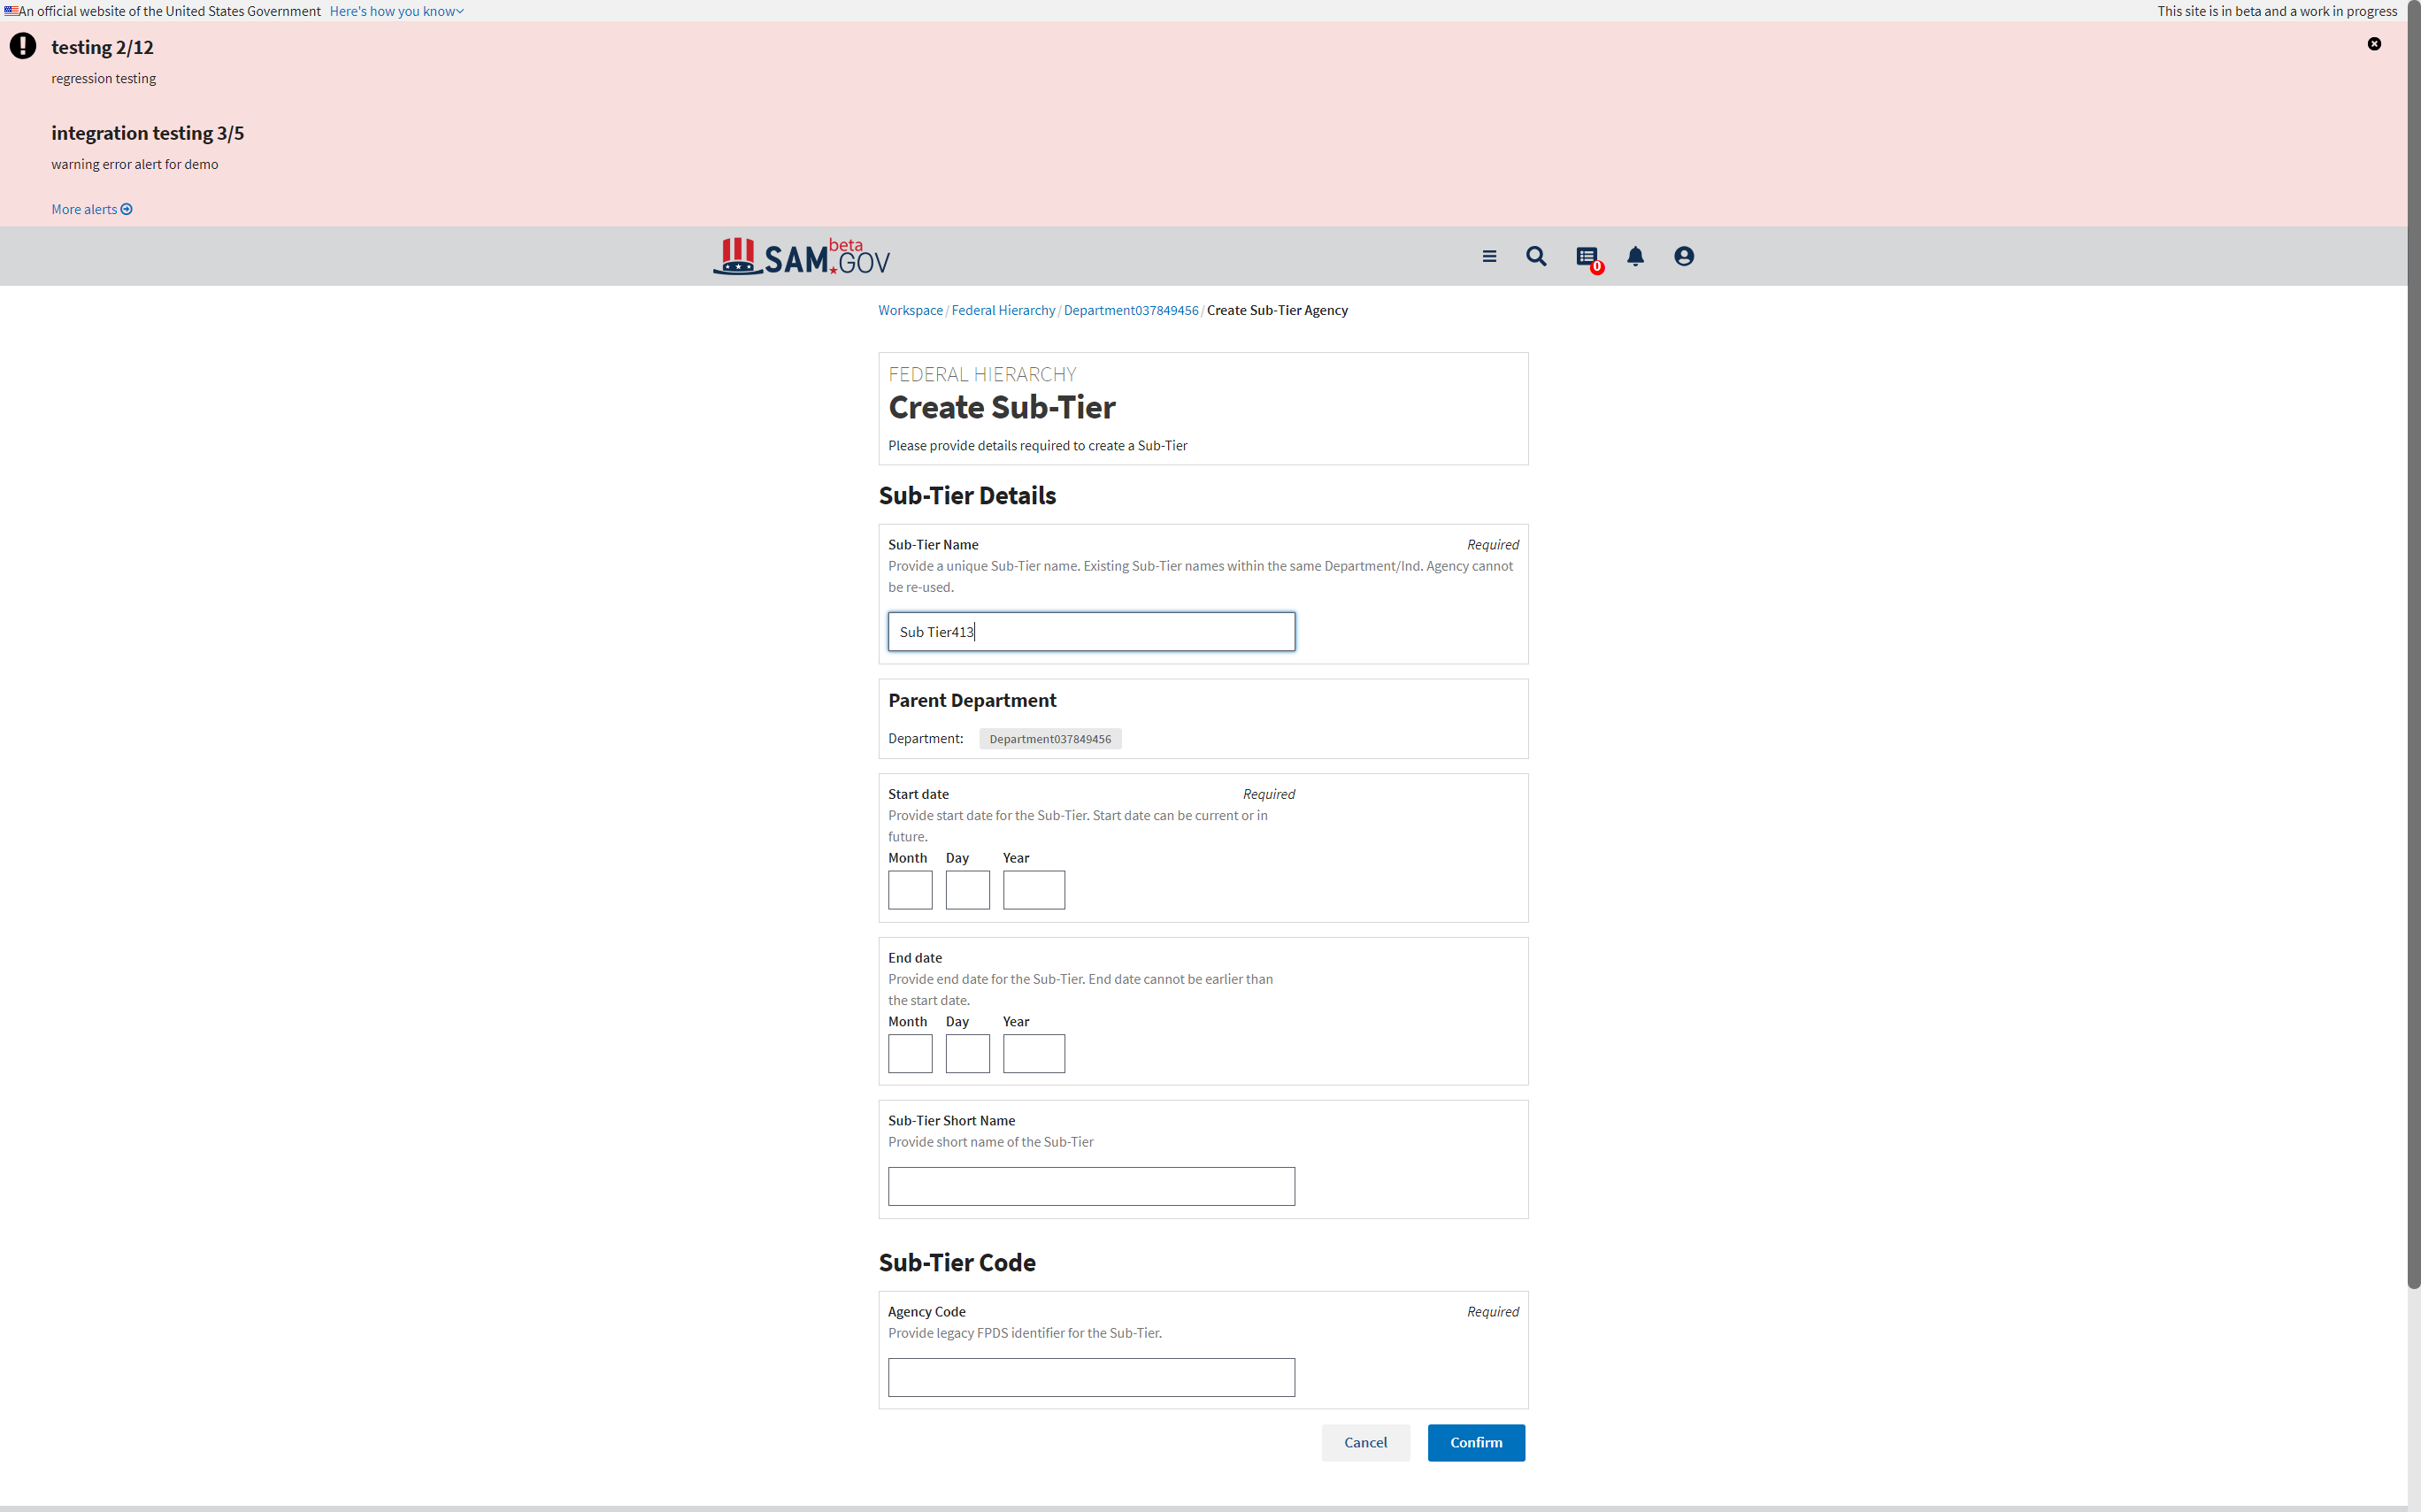 An official website of the United States Government Here's how you know
This site is in beta and a work in progress
testing 2/12
regression testing
integration testing 3/5
warning error alert for demo
More alerts
SAM.GOV beta
0
Workspace / Federal Hierarchy / Department037849456 / Create Sub-Tier Agency
FEDERAL HIERARCHY
Create Sub-Tier
Please provide details required to create a Sub-Tier
Sub-Tier Details
Sub-Tier Name Required
Provide a unique Sub-Tier name. Existing Sub-Tier names within the same Department/Ind. Agency cannot
be re-used.
Sub Tier413
Parent Department
Department: Department037849456
Start date Required
Provide start date for the Sub-Tier. Start date can be current or in
future.
Month Day Year
End date
Provide end date for the Sub-Tier. End date cannot be earlier than
the start date.
Month Day Year
Sub-Tier Short Name
Provide short name of the Sub-Tier
Sub-Tier Code
Agency Code Required
Provide legacy FPDS identifier for the Sub-Tier.
Cancel Confirm